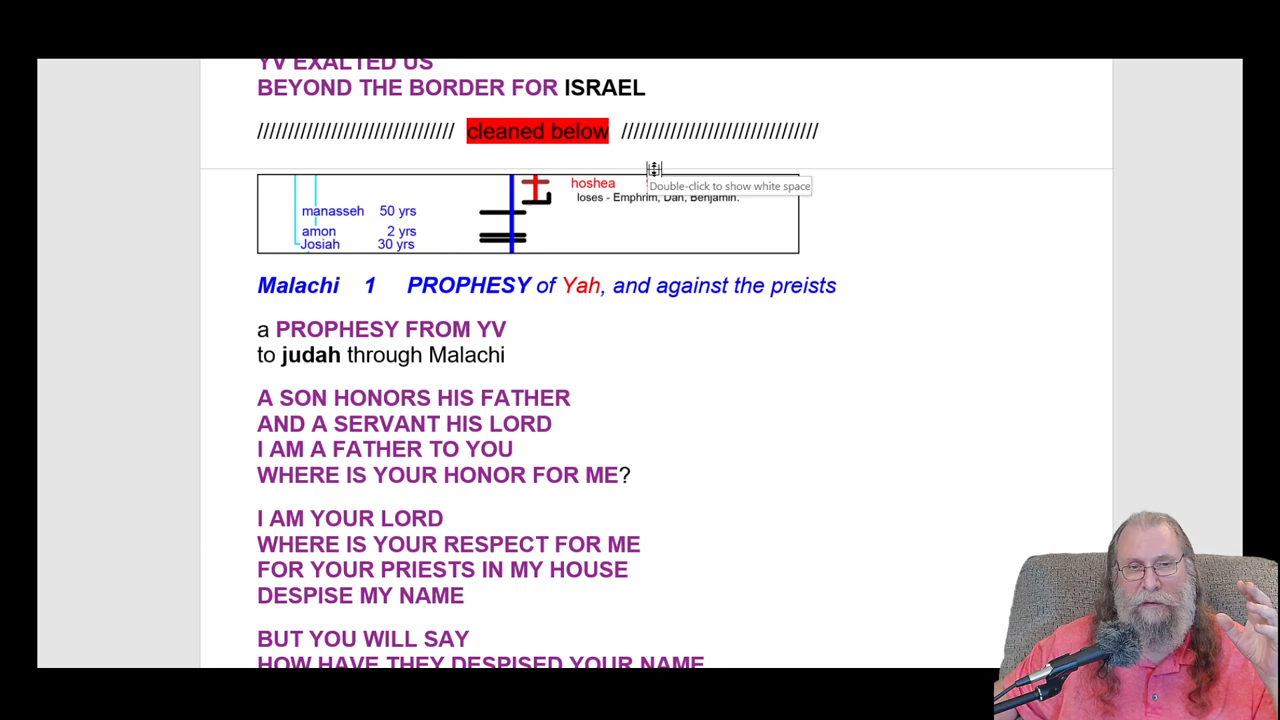 YV EXALTED US
BEYOND THE BORDER FOR ISRAEL
//////////////////////////////// cleaned below ////////////////////////////////
hoshea
Double-click to show white space
loses - Emphrim, Dan, Benjamin.
manasseh 50 yrs
amon 2 yrs
Josiah 30 yrs
Malachi 1 PROPHESY of Yah, and against the preists
a PROPHESY FROM YV
to judah through Malachi
A SON HONORS HIS FATHER
AND A SERVANT HIS LORD
I AM A FATHER TO YOU
WHERE IS YOUR HONOR FOR ME?
I AM YOUR LORD
WHERE IS YOUR RESPECT FOR ME
FOR YOUR PRIESTS IN MY HOUSE
DESPISE MY NAME
BUT YOU WILL SAY
HOW HAVE THEY DESPISED YOUR NAME